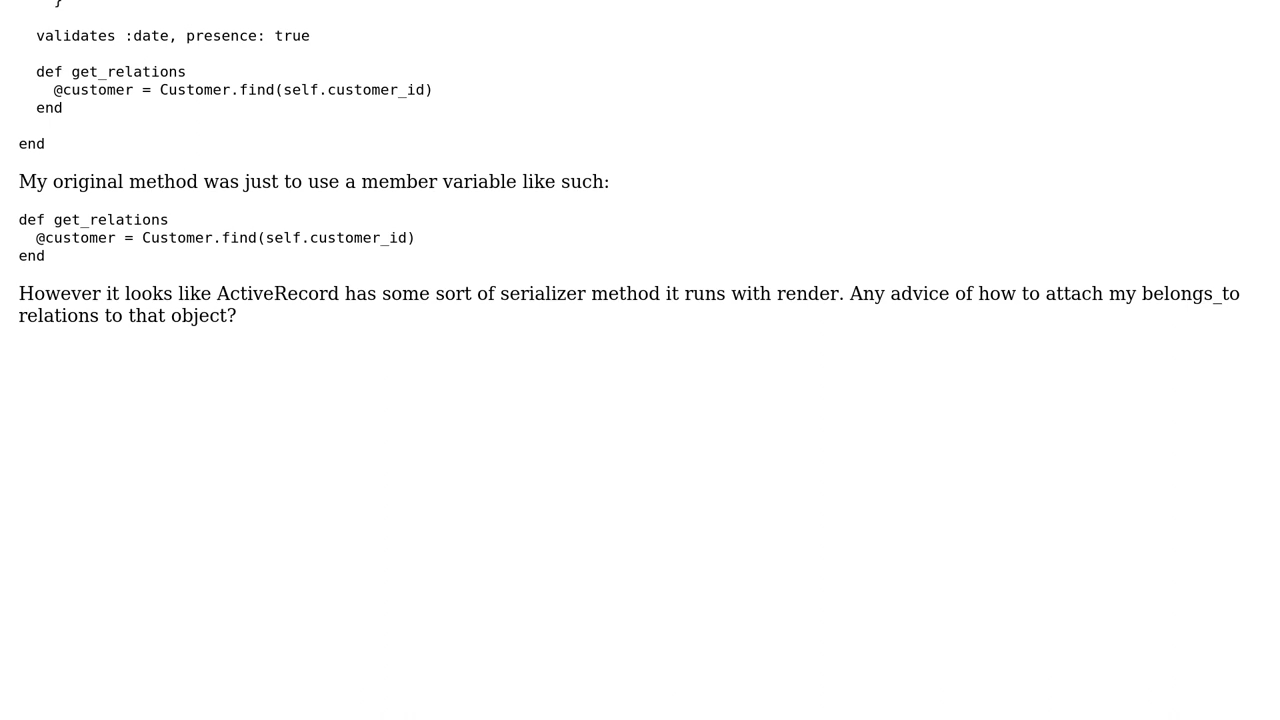 }
validates :date, presence: true
def get_relations
@customer = Customer.find(self.customer_id)
end
end
My original method was just to use a member variable like such:
def get_relations
@customer = Customer.find(self.customer_id)
end
However it looks like ActiveRecord has some sort of serializer method it runs with render. Any advice of how to attach my belongs_to
relations to that object?